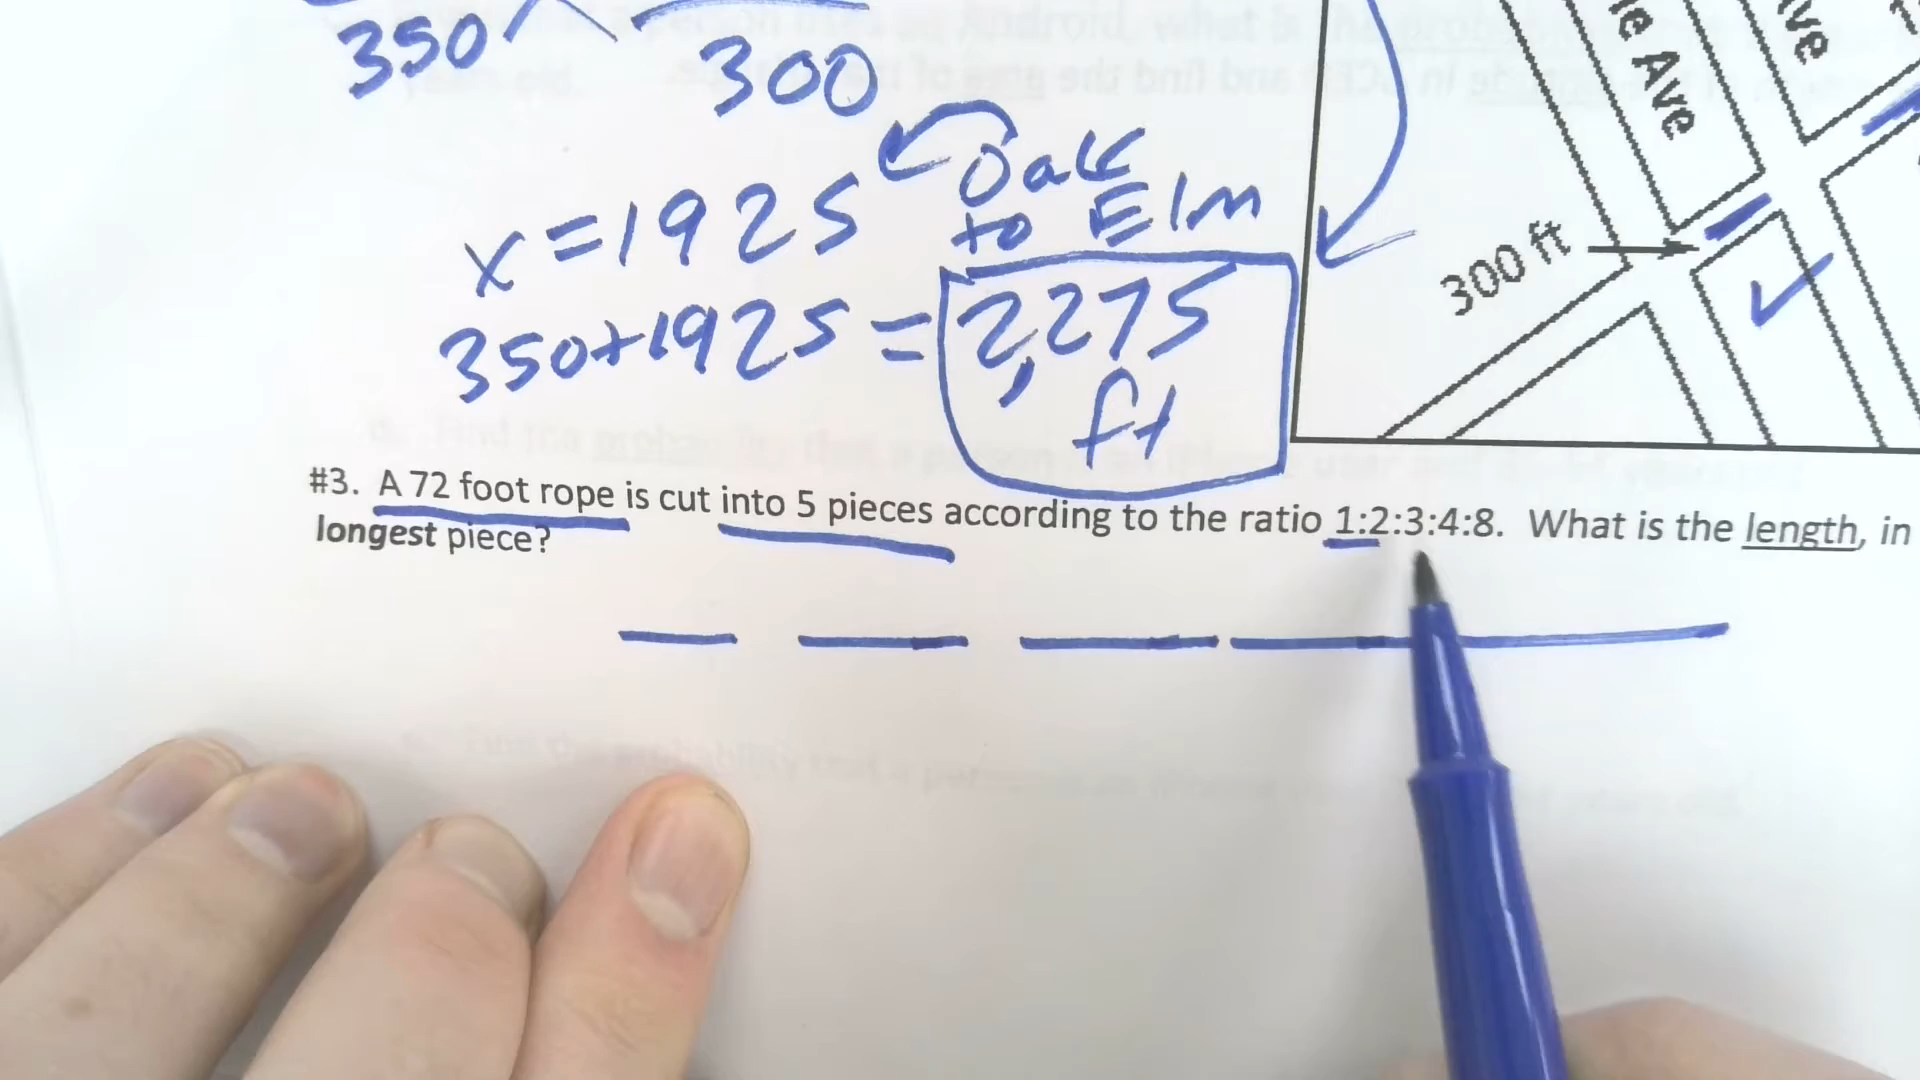 350
300
le Ave
ve
x=1925
Oak
to Elm
300 ft
350+1925 = 2,275
ft
#3. A 72 foot rope is cut into 5 pieces according to the ratio 1:2:3:4:8. What is the length, in
longest piece?